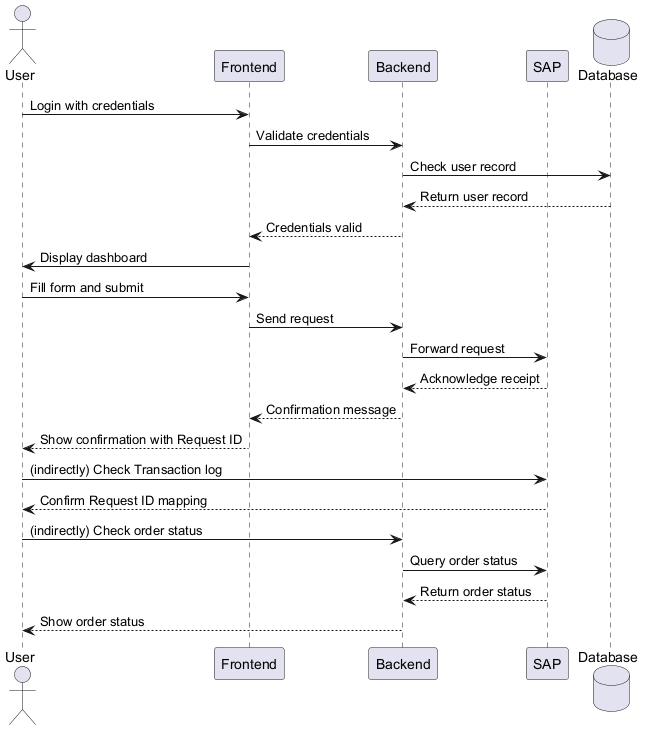 User
Frontend
Backend
SAP
Database
Login with credentials
Validate credentials
Check user record
Return user record
Credentials valid
Display dashboard
Fill form and submit
Send request
Forward request
Acknowledge receipt
Confirmation message
Show confirmation with Request ID
(indirectly) Check Transaction log
Confirm Request ID mapping
(indirectly) Check order status
Query order status
Return order status
Show order status
User
Frontend
Backend
SAP
Database